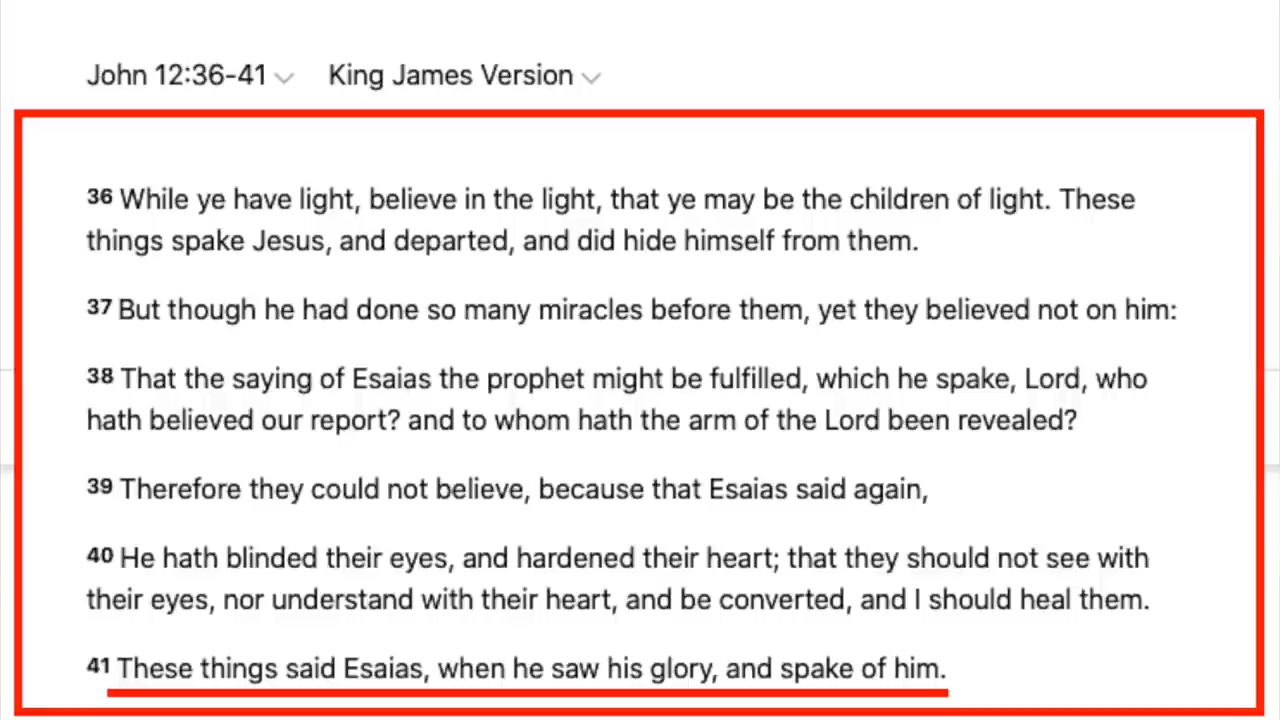 John 12:36-41 King James Version
36 While ye have light, believe in the light, that ye may be the children of light. These
things spake Jesus, and departed, and did hide himself from them.
37 But though he had done so many miracles before them, yet they believed not on him:
38 That the saying of Esaias the prophet might be fulfilled, which he spake, Lord, who
hath believed our report? and to whom hath the arm of the Lord been revealed?
39 Therefore they could not believe, because that Esaias said again,
40 He hath blinded their eyes, and hardened their heart; that they should not see with
their eyes, nor understand with their heart, and be converted, and I should heal them.
41 These things said Esaias, when he saw his glory, and spake of him.